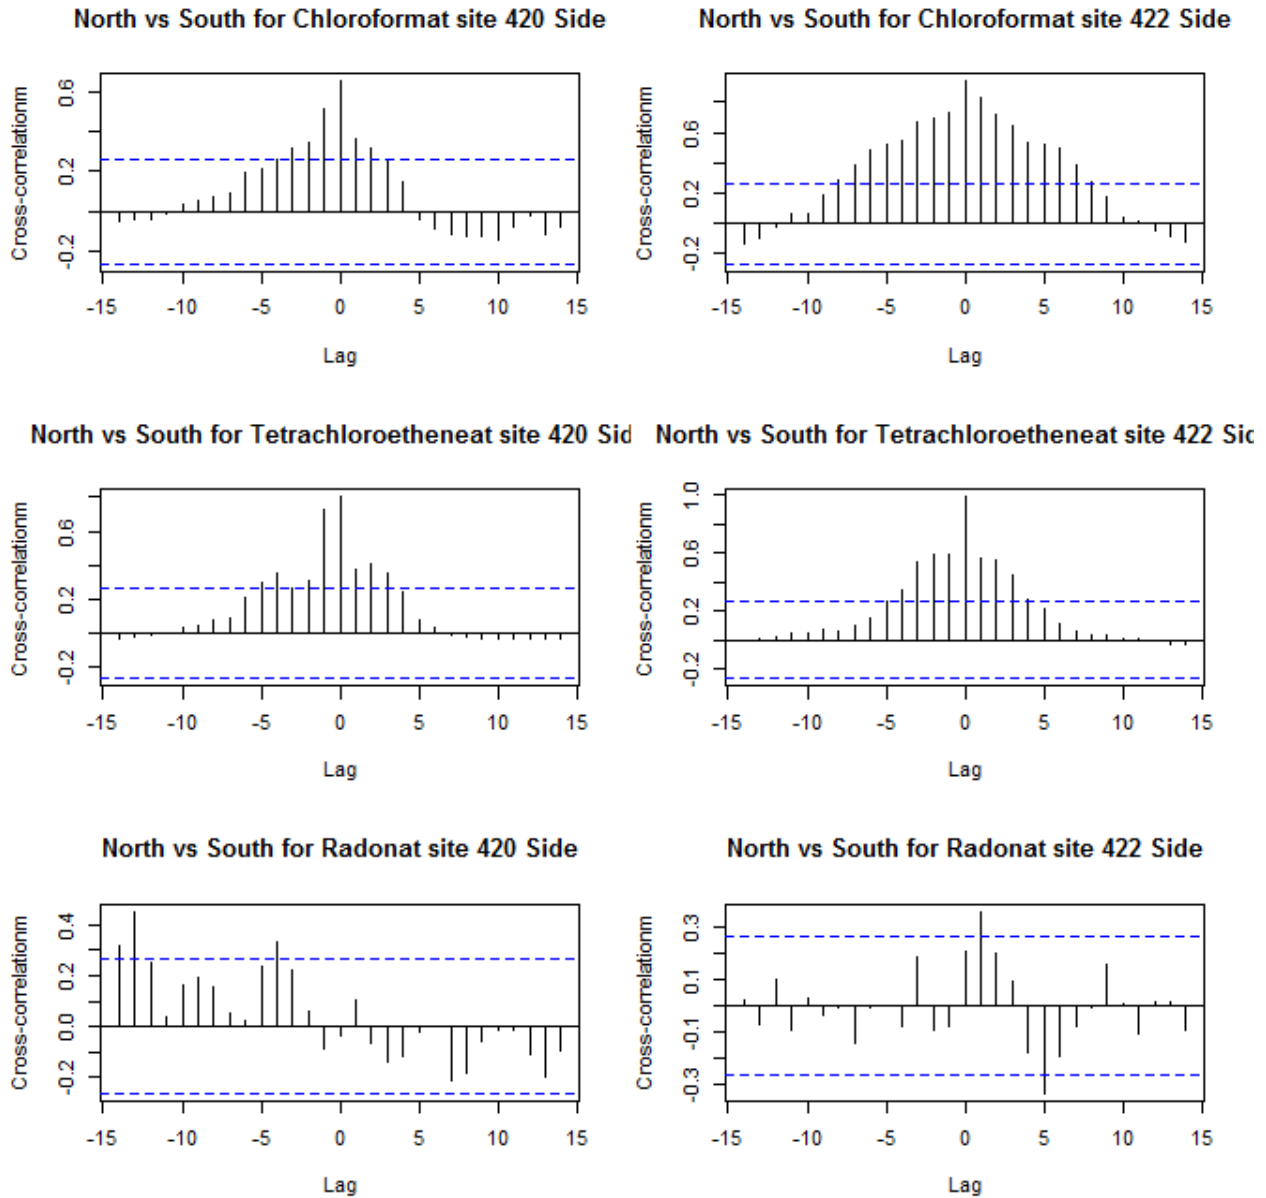 North vs South for Chloroformat site 420 Side
Cross-correlationm
0.6
0.2
-0.2
-15 -10 -5 0 5 10 15
Lag
North vs South for Chloroformat site 422 Side
Cross-correlationm
0.6
0.2
-0.2
-15 -10 -5 0 5 10 15
Lag
North vs South for Tetrachloroetheneat site 420 Sid
Cross-correlationm
0.6
0.2
-0.2
-15 -10 -5 0 5 10 15
Lag
North vs South for Tetrachloroetheneat site 422 Sid
Cross-correlationm
1.0
0.6
0.2
-0.2
-15 -10 -5 0 5 10 15
Lag
North vs South for Radonat site 420 Side
Cross-correlationm
0.4
0.2
0.0
-0.2
-15 -10 -5 0 5 10 15
Lag
North vs South for Radonat site 422 Side
Cross-correlationm
0.3
0.1
-0.1
-0.3
-15 -10 -5 0 5 10 15
Lag